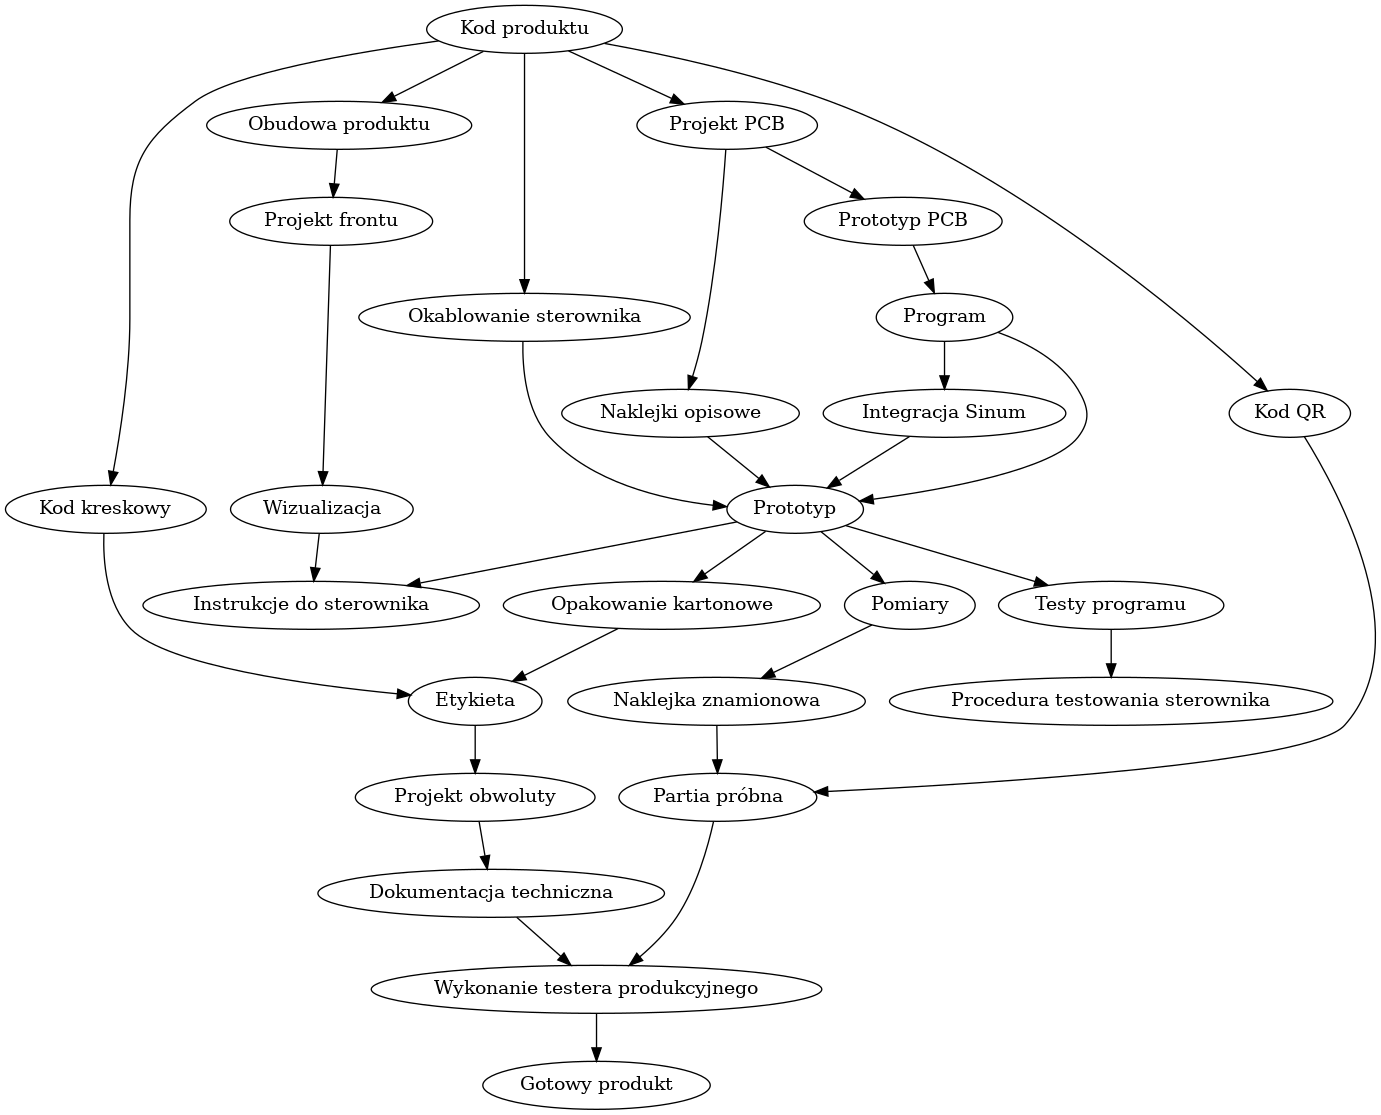 Kod produktu
Obudowa produktu
Projekt PCB
Projekt frontu
Prototyp PCB
Okablowanie sterownika
Program
Naklejki opisowe
Integracja Sinum
Kod QR
Kod kreskowy
Wizualizacja
Prototyp
Instrukcje do sterownika
Opakowanie kartonowe
Pomiary
Testy programu
Etykieta
Naklejka znamionowa
Procedura testowania sterownika
Projekt obwoluty
Partia próbna
Dokumentacja techniczna
Wykonanie testera produkcyjnego
Gotowy produkt